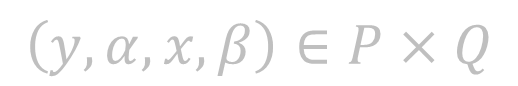 (y, α, x, β) ∈ P × Q